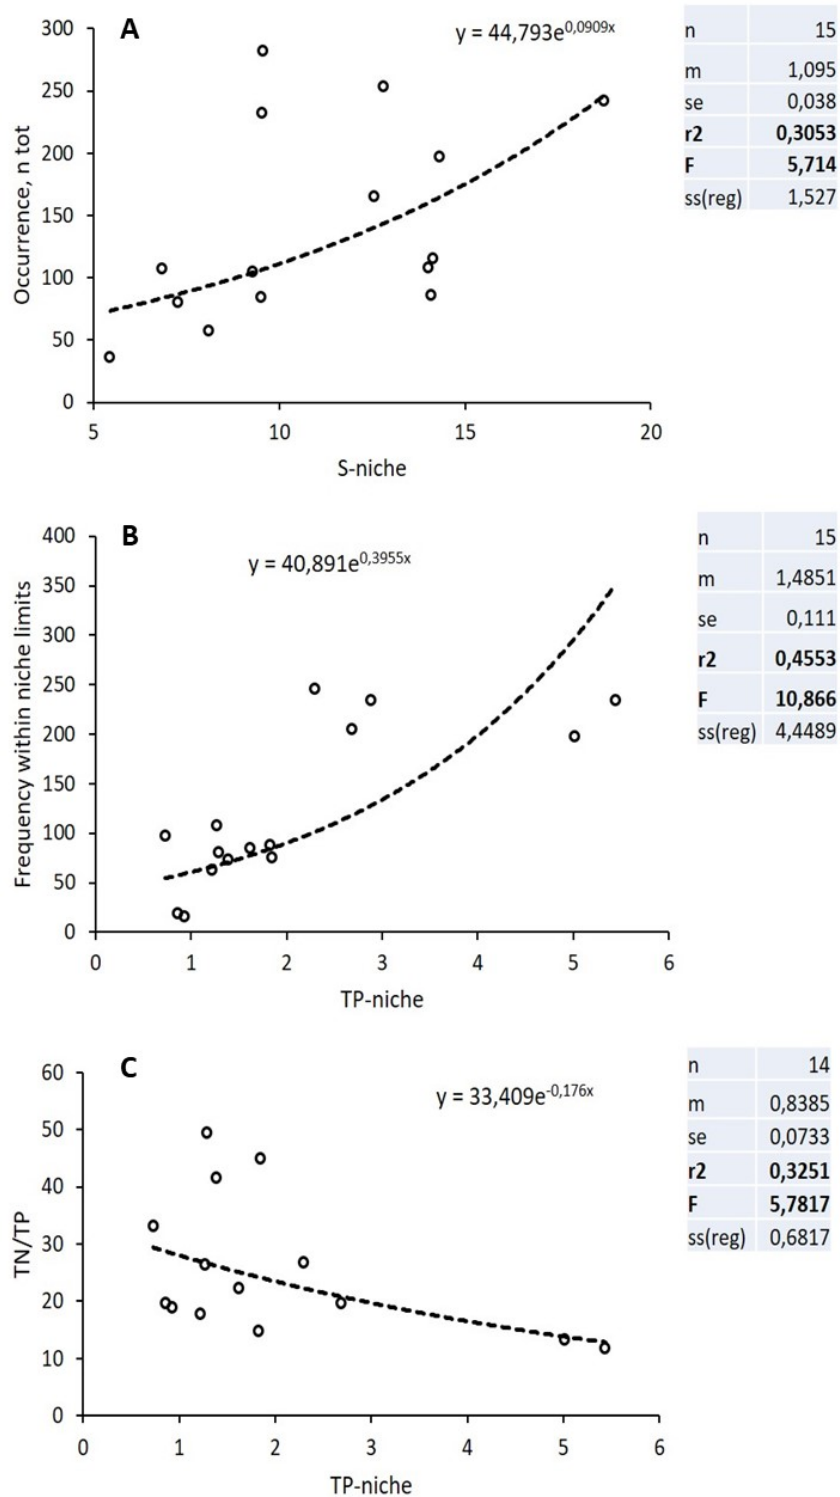 A
y = 44,793e^0,0909x
300
250
200
150
100
50
0
Occurrence, n tot
5 10 15 20
S-niche
n 15
m 1,095
se 0,038
r2 0,3053
F 5,714
ss(reg) 1,527
B
y = 40,891e^0,3955x
400
350
300
250
200
150
100
50
0
Frequency within niche limits
0 1 2 3 4 5 6
TP-niche
n 15
m 1,4851
se 0,111
r2 0,4553
F 10,866
ss(reg) 4,4489
C
y = 33,409e^-0,176x
60
50
40
30
20
10
0
TN/TP
0 1 2 3 4 5 6
TP-niche
n 14
m 0,8385
se 0,0733
r2 0,3251
F 5,7817
ss(reg) 0,6817